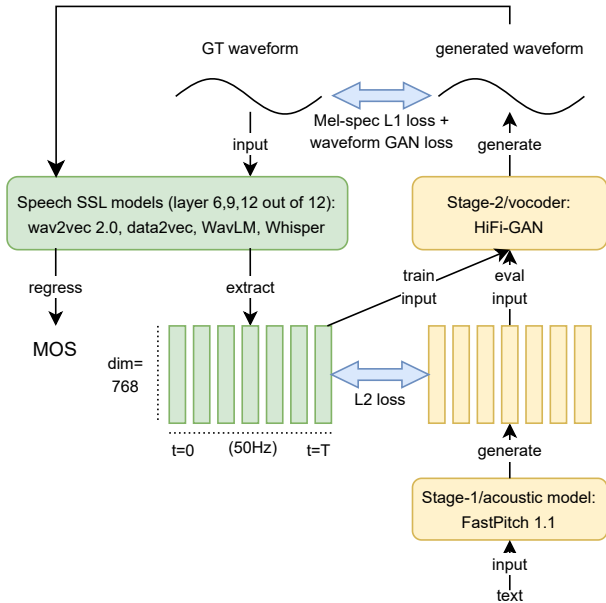 GT waveform
generated waveform
Mel-spec L1 loss +
waveform GAN loss
input
generate
Speech SSL models (layer 6,9,12 out of 12):
wav2vec 2.0, data2vec, WavLM, Whisper
Stage-2/vocoder:
HiFi-GAN
regress
extract
train
input
eval
input
MOS
dim=
768
L2 loss
t=0
(50Hz)
t=T
generate
Stage-1/acoustic model:
FastPitch 1.1
input
text